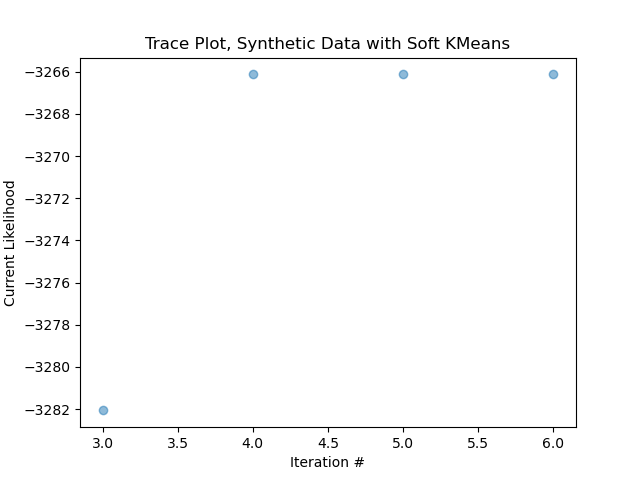 Trace Plot, Synthetic Data with Soft KMeans
Current Likelihood
−3266
−3268
−3270
−3272
−3274
−3276
−3278
−3280
−3282
3.0 3.5 4.0 4.5 5.0 5.5 6.0
Iteration #